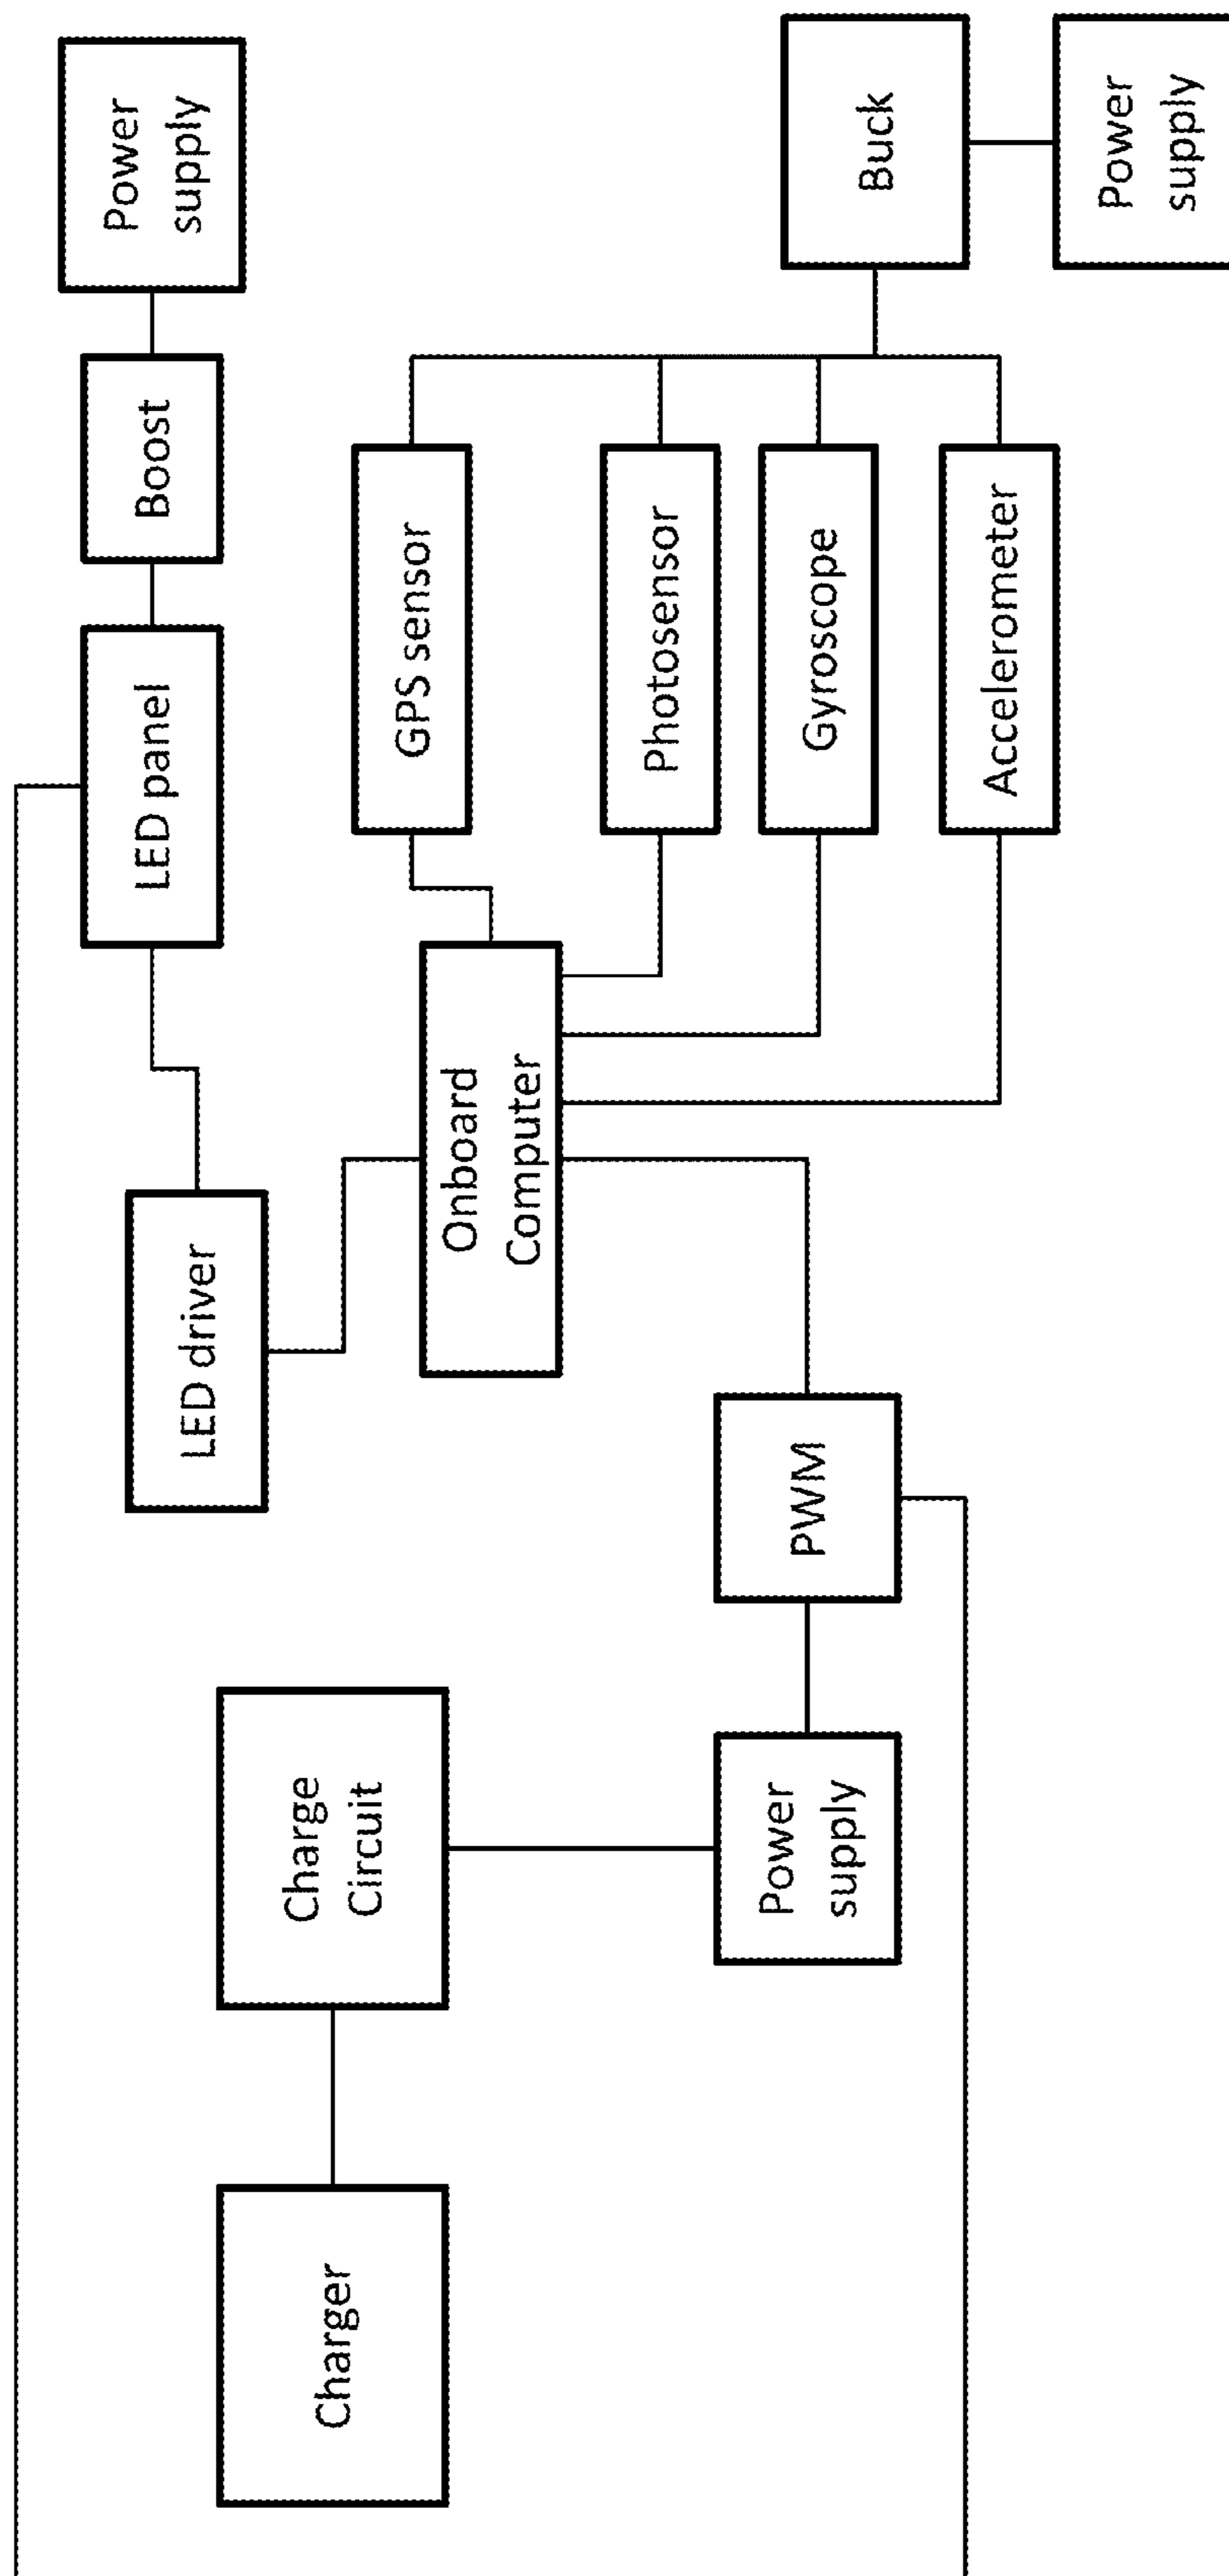 LED driver
LED panel
Boost
Power
supply
Charger
Charge
Circuit
Onboard
Computer
GPS sensor
Photosensor
Power
supply
PWM
Gyroscope
Buck
Accelerometer
Power
supply